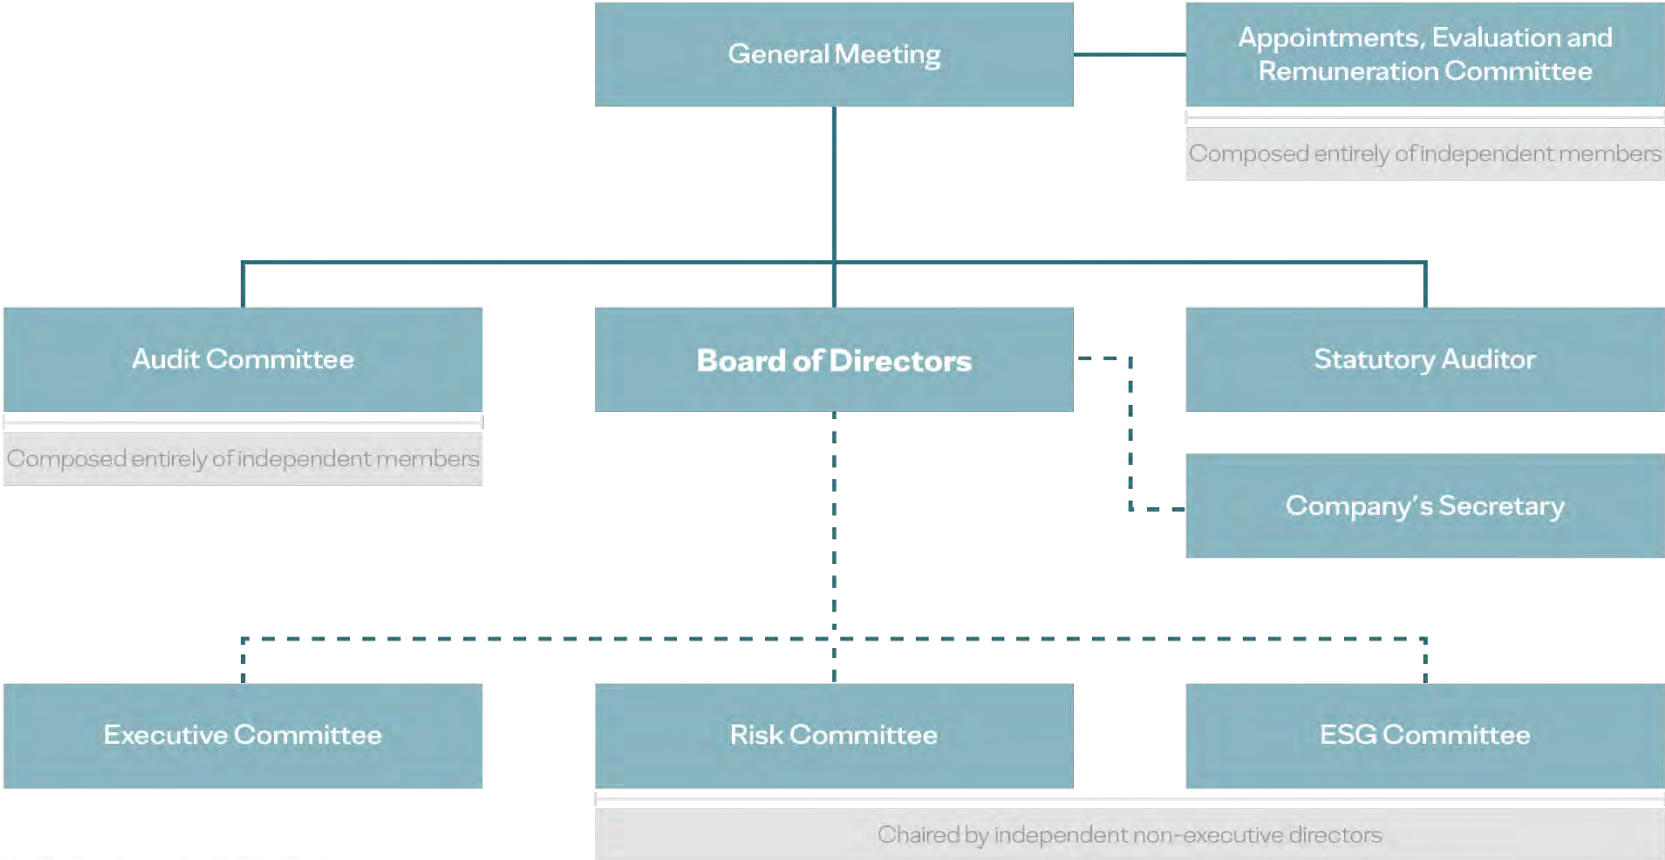 General Meeting
Appointments, Evaluation and
Remuneration Committee
Composed entirely of independent members
Audit Committee
Board of Directors
Statutory Auditor
Composed entirely of independent members
Company's Secretary
Executive Committee
Risk Committee
ESG Committee
Chaired by independent non-executive directors